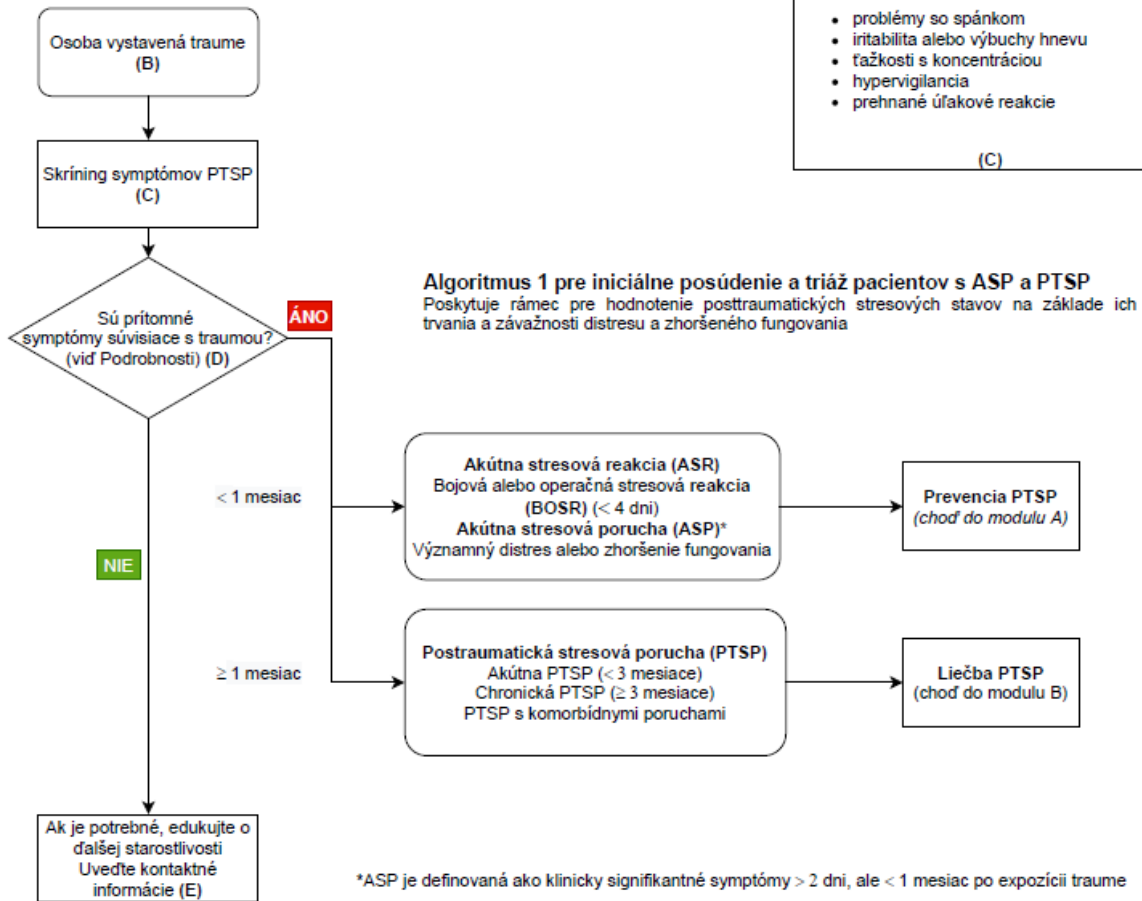 Osoba vystavená traume
(B)
• problémy so spánkom
• iritabilita alebo výbuchy hnevu
• ťažkosti s koncentráciou
• hypervigilancia
• prehnané úľakové reakcie
(C)
Skríning symptómov PTSP
(C)
Algoritmus 1 pre iniciálne posúdenie a triáž pacientov s ASP a PTSP
Poskytuje rámec pre hodnotenie posttraumatických stresových stavov na základe ich
trvania a závažnosti distresu a zhoršeného fungovania
Sú prítomné
symptómy súvisiace s traumou?
(viď Podrobnosti) (D)
ÁNO
< 1 mesiac
Akútna stresová reakcia (ASR)
Bojová alebo operačná stresová reakcia
(BOSR) (< 4 dni)
Akútna stresová porucha (ASP)*
Významný distres alebo zhoršenie fungovania
Prevencia PTSP
(choď do modulu A)
NIE
≥ 1 mesiac
Postraumatická stresová porucha (PTSP)
Akútna PTSP (< 3 mesiace)
Chronická PTSP (≥ 3 mesiace)
PTSP s komorbídnymi poruchami
Liečba PTSP
(choď do modulu B)
Ak je potrebné, edukujte o
ďalšej starostlivosti
Uveďte kontaktné
informácie (E)
*ASP je definovaná ako klinicky signifikantné symptómy > 2 dni, ale < 1 mesiac po expozícii traume